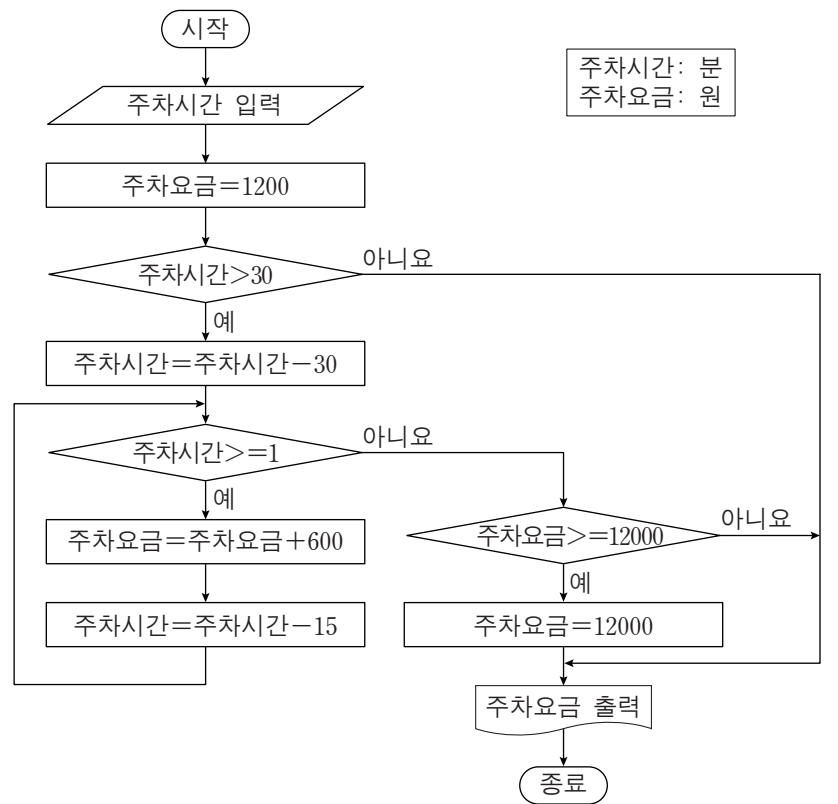 시작
주차시간: 분
주차요금: 원
주차시간 입력
주차요금=1200
주차시간>30
아니요
예
주차시간=주차시간-30
주차시간>=1
아니요
예
주차요금=주차요금+600
주차시간=주차시간-15
주차요금>=12000
아니요
예
주차요금=12000
주차요금 출력
종료